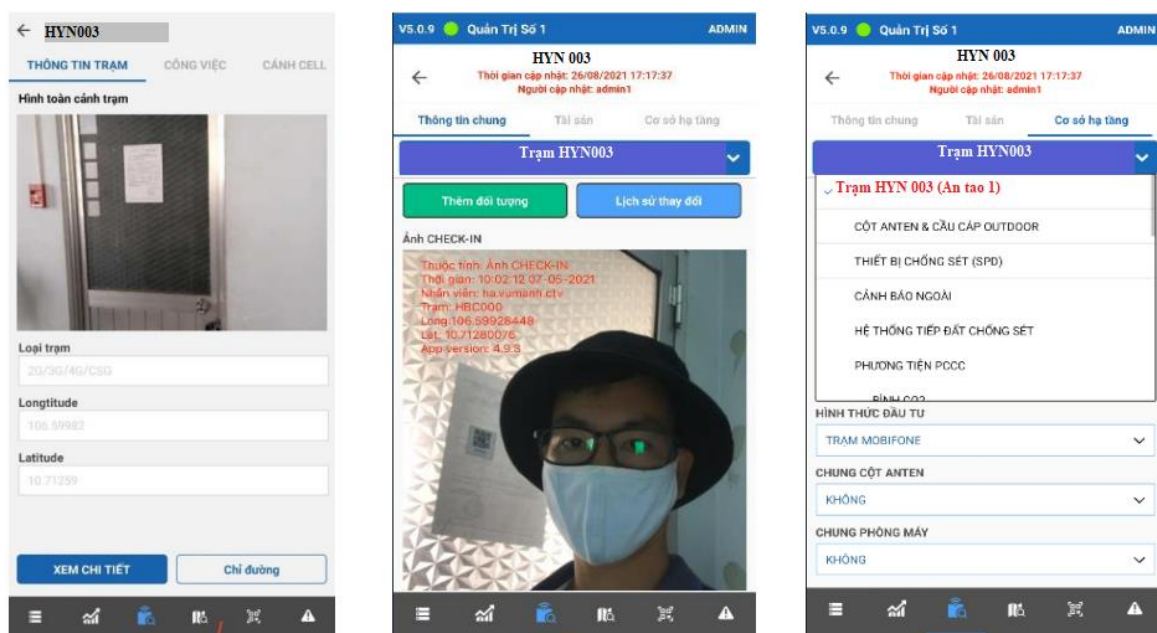 HYN003
THÔNG TIN TRẠM CÔNG VIỆC CÁNH CELL
Hình toàn cảnh trạm
Loại trạm
2G/3G/4G/CSG
Longtitude
106.59982
Latitude
10.71259
XEM CHI TIẾT Chỉ đường
V5.0.9 Quản Trị Số 1 ADMIN
HYN 003
Thời gian cập nhật: 26/08/2021 17:17:37
Người cập nhật: admin1
Thông tin chung Tài sản Cơ sở hạ tầng
Trạm HYN003
Thêm đối tượng Lịch sử thay đổi
Ảnh CHECK-IN
Thuộc tính: Ảnh CHECK-IN
Thời gian: 10:02:12 07-05-2021
Nhân viên: ha.vumanh.ctv
Trạm: HBC000
Long:106.59928448
Lat: 10.71280076
App version: 4.9.3
V5.0.9 Quản Trị Số 1 ADMIN
HYN 003
Thời gian cập nhật: 26/08/2021 17:17:37
Người cập nhật: admin1
Thông tin chung Tài sản Cơ sở hạ tầng
Trạm HYN003
Trạm HYN 003 (An tao 1)
CỘT ANTEN & CẦU CÁP OUTDOOR
THIẾT BỊ CHỐNG SÉT (SPD)
CẢNH BÁO NGOÀI
HỆ THỐNG TIẾP ĐẤT CHỐNG SÉT
PHƯƠNG TIỆN PCCC
BÌNH CO2
HÌNH THỨC ĐẦU TƯ
TRẠM MOBIFONE
CHUNG CỘT ANTEN
KHÔNG
CHUNG PHÒNG MÁY
KHÔNG